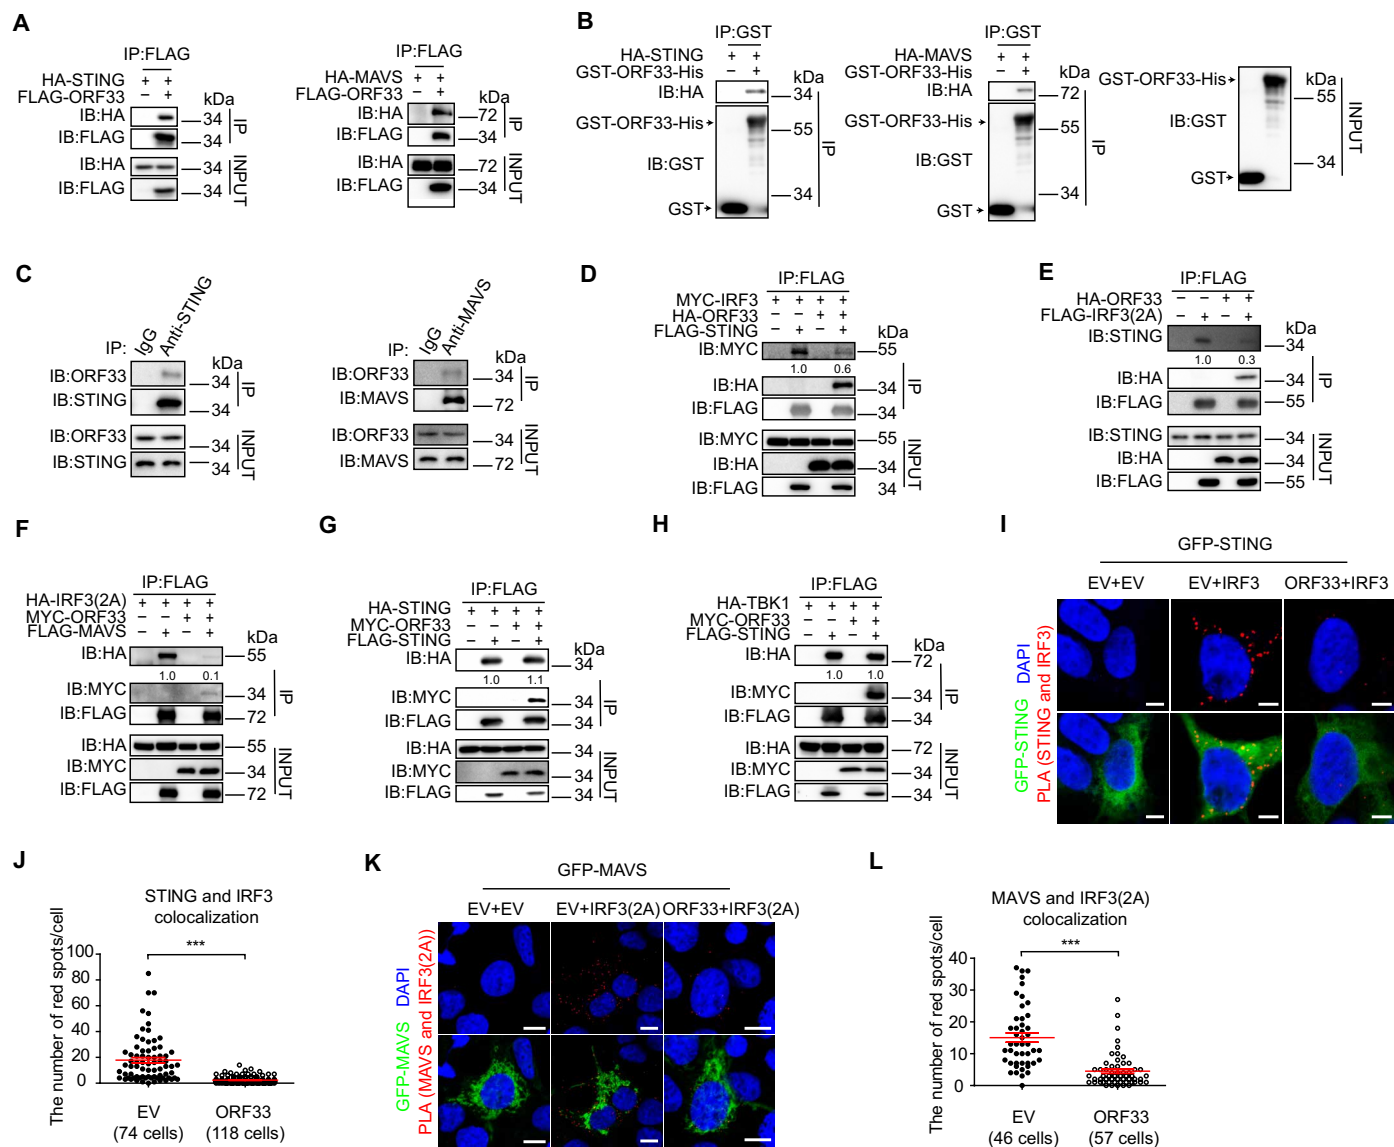 A
IP:FLAG
HA-STING + +
FLAG-ORF33 − +
kDa
IB:HA 34
IB:FLAG 34
IP
IB:HA 34
IB:FLAG 34
INPUT
IP:FLAG
HA-MAVS + +
FLAG-ORF33 − +
kDa
IB:HA 72
IB:FLAG 34
IP
IB:HA 72
IB:FLAG 34
INPUT
B
IP:GST
HA-STING + +
GST-ORF33-His − +
kDa
IB:HA 34
GST-ORF33-His 55
IB:GST
34
GST
IP
IP:GST
HA-MAVS + +
GST-ORF33-His − +
kDa
IB:HA 72
GST-ORF33-His 55
IB:GST
34
GST
IP
GST-ORF33-His
kDa
55
IB:GST
34
GST
INPUT
C
IP: IgG Anti-STING
kDa
IB:ORF33 34
IB:STING 34
IP
IB:ORF33 34
IB:STING 34
INPUT
IP: IgG Anti-MAVS
kDa
IB:ORF33 34
IB:MAVS 72
IP
IB:ORF33 34
IB:MAVS 72
INPUT
D
IP:FLAG
MYC-IRF3 + + + +
HA-ORF33 − − + +
FLAG-STING − + − +
kDa
IB:MYC 55
1.0 0.6
IB:HA 34
IB:FLAG 34
IP
IB:MYC 55
IB:HA 34
IB:FLAG 34
INPUT
E
IP:FLAG
HA-ORF33 − − + +
FLAG-IRF3(2A) − + − +
kDa
IB:STING 34
1.0 0.3
IB:HA 34
IB:FLAG 55
IP
IB:STING 34
IB:HA 34
IB:FLAG 55
INPUT
F
IP:FLAG
HA-IRF3(2A) + + + +
MYC-ORF33 − − + +
FLAG-MAVS − + − +
kDa
IB:HA 55
1.0 0.1
IB:MYC 34
IB:FLAG 72
IP
IB:HA 55
IB:MYC 34
IB:FLAG 72
INPUT
G
IP:FLAG
HA-STING + + + +
MYC-ORF33 − − + +
FLAG-STING − + − +
kDa
IB:HA 34
1.0 1.1
IB:MYC 34
IB:FLAG 34
IP
IB:HA 34
IB:MYC 34
IB:FLAG 34
INPUT
H
IP:FLAG
HA-TBK1 + + + +
MYC-ORF33 − − + +
FLAG-STING − + − +
kDa
IB:HA 72
1.0 1.0
IB:MYC 34
IB:FLAG 34
IP
IB:HA 72
IB:MYC 34
IB:FLAG 34
INPUT
I
GFP-STING
EV+EV EV+IRF3 ORF33+IRF3
GFP-STING DAPI
PLA (STING and IRF3)
J
STING and IRF3
colocalization
***
The number of red spots/cell
100
80
60
40
20
0
EV ORF33
(74 cells) (118 cells)
K
GFP-MAVS
EV+EV EV+IRF3(2A) ORF33+IRF3(2A)
GFP-MAVS DAPI
PLA (MAVS and IRF3(2A))
L
MAVS and IRF3(2A)
colocalization
***
The number of red spots/cell
40
30
20
10
0
EV ORF33
(46 cells) (57 cells)